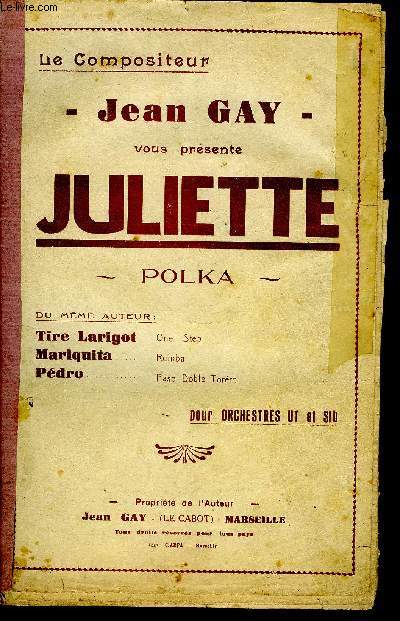 Le-livre.com
Le Compositeur
- Jean GAY -
vous présente
JULIETTE
~ POLKA ~
DU MÊME AUTEUR:
Tire Larigot One Step
Mariquita .... Rumba
Pédro ........ Paso Doble Torero
~ pour ORCHESTRES UT et SIb
— Propriété de l'Auteur —
Jean GAY - (LE CABOT) - MARSEILLE
Tous droits réservés pour tous pays